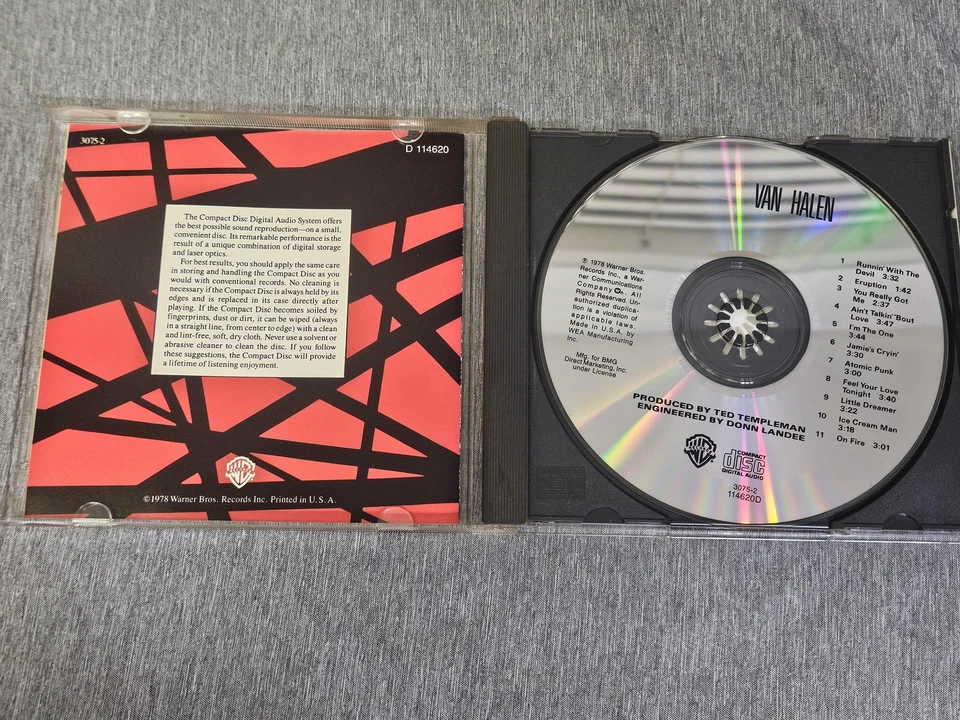 3075-2
D 114620
The Compact Disc Digital Audio System offers
the best possible sound reproduction—on a small,
convenient disc. Its remarkable performance is the
result of a unique combination of digital storage
and laser optics.
For best results, you should apply the same care
in storing and handling the Compact Disc as you
would with conventional records. No cleaning is
necessary if the Compact Disc is always held by its
edges and is replaced in its case directly after
playing. If the Compact Disc becomes soiled by
fingerprints, dust or dirt, it can be wiped (always
in a straight line, from center to edge) with a clean
and lint-free, soft, dry cloth. Never use a solvent or
abrasive cleaner to clean the disc. If you follow
these suggestions, the Compact Disc will provide
a lifetime of listening enjoyment.
©1978 Warner Bros. Records Inc. Printed in U.S.A.
VAN HALEN
℗ 1978 Warner Bros.
Records Inc., a War-
ner Communications
Company. All
Rights Reserved. Un-
authorized duplica-
tion is a violation of
applicable laws.
Made in U.S.A. by
WEA Manufacturing
Inc.
Mfg. for BMG
Direct Marketing, Inc.
under License
1 Runnin' With The
Devil 3:32
2 Eruption 1:42
3 You Really Got
Me 2:37
4 Ain't Talkin' 'Bout
Love 3:47
5 I'm The One
3:44
6 Jamie's Cryin'
3:30
7 Atomic Punk
3:00
8 Feel Your Love
Tonight 3:40
9 Little Dreamer
3:22
10 Ice Cream Man
3:18
11 On Fire 3:01
PRODUCED BY TED TEMPLEMAN
ENGINEERED BY DONN LANDEE
COMPACT
disc
DIGITAL AUDIO
3075-2
114620D